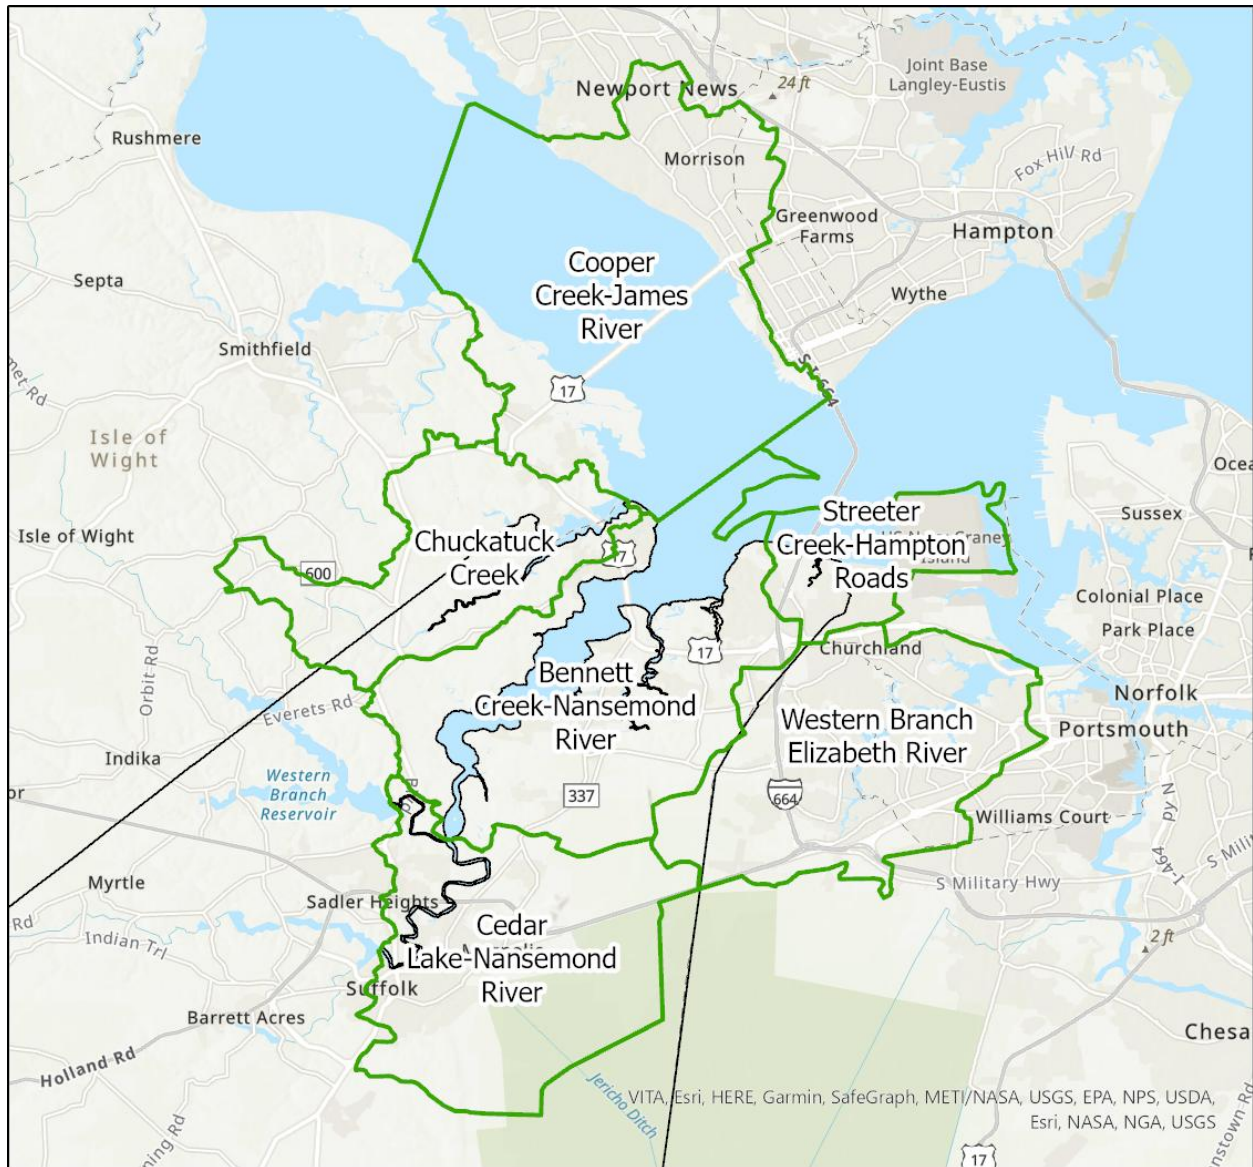 Joint Base
Langley-Eustis
24 ft
Newport News
Rushmere
Morrison
Fox Hill Rd
Greenwood
Farms
Hampton
Cooper
Creek-James
River
Septa
Wythe
Smithfield
S I-664
17
Isle of
Wight
Streeter
Creek-Hampton
Roads
Sussex
Isle of Wight
Chuckatuck
Creek
600
Island
Colonial Place
Park Place
17
Churchland
Orbit Rd
Everets Rd
Bennett
Creek-Nansemond
River
Western Branch
Elizabeth River
Norfolk
Portsmouth
Indika
Western
Branch
Reservoir
337
664
Williams Court
I-464
Myrtle
S Military Hwy
Sadler Heights
Indian Trl
Cedar
Lake-Nansemond
River
2 ft
Suffolk
Barrett Acres
Chesa
Holland Rd
Jericho Ditch
VITA, Esri, HERE, Garmin, SafeGraph, METI/NASA, USGS, EPA, NPS, USDA,
Esri, NASA, NGA, USGS
17